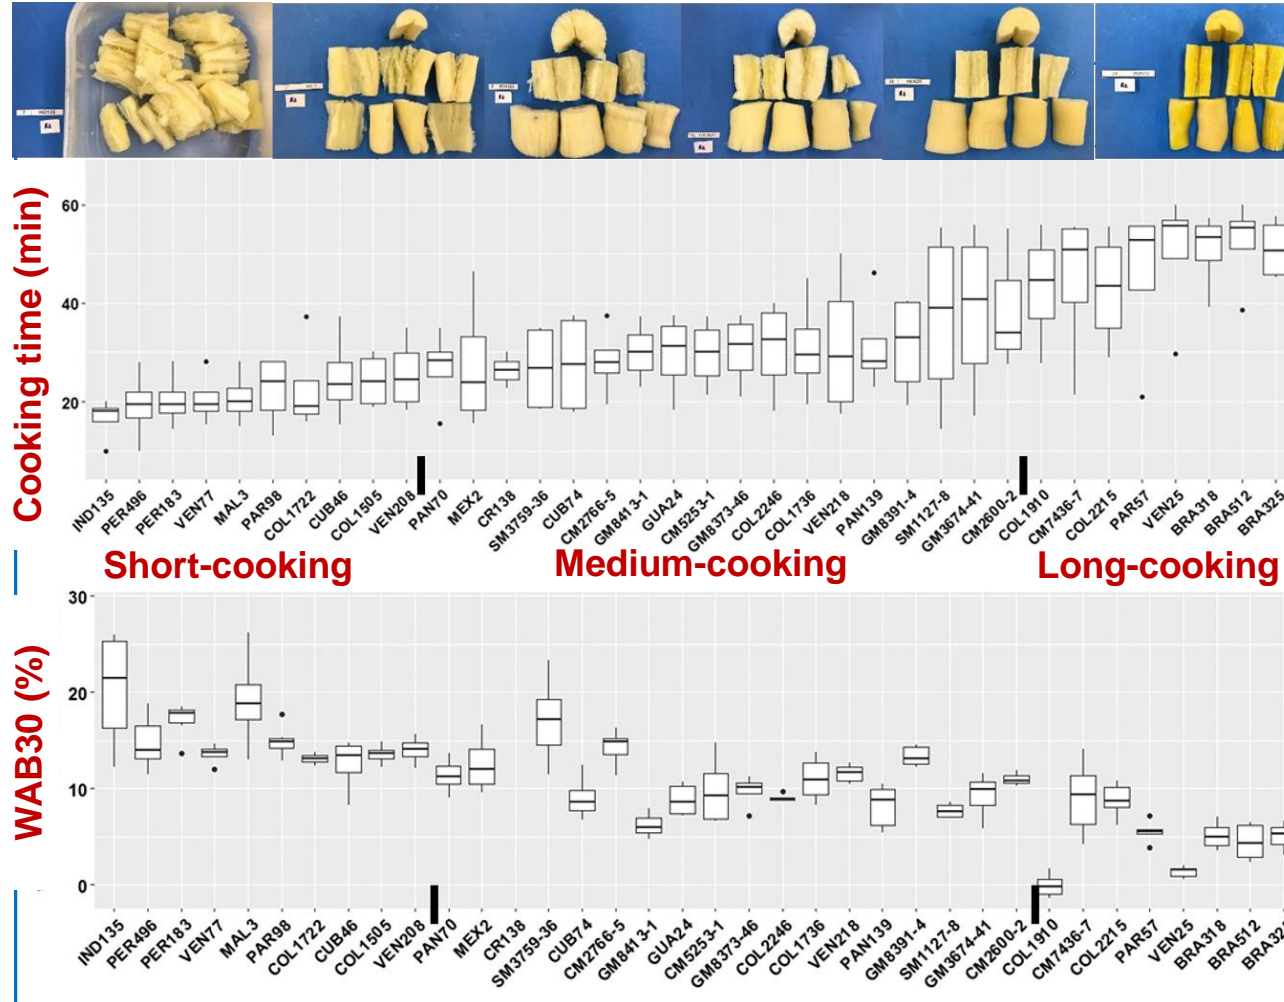 Cooking time (min)
60
40
20
IND135
PER496
PER183
VEN77
MAL3
PAR98
COL1722
CUB46
COL1505
VEN208
PAN70
MEX2
CR138
SM3759-36
CUB74
CM2766-5
GM8413-1
GUA24
CM5253-1
GM8373-46
COL2246
COL1736
VEN218
PAN139
GM8391-4
SM1127-8
GM3674-41
CM2600-2
COL1910
CM7436-7
COL2215
PAR57
VEN25
BRA318
BRA512
BRA325
Short-cooking
Medium-cooking
Long-cooking
WAB30 (%)
30
20
10
0
IND135
PER496
PER183
VEN77
MAL3
PAR98
COL1722
CUB46
COL1505
VEN208
PAN70
MEX2
CR138
SM3759-36
CUB74
CM2766-5
GM8413-1
GUA24
CM5253-1
GM8373-46
COL2246
COL1736
VEN218
PAN139
GM8391-4
SM1127-8
GM3674-41
CM2600-2
COL1910
CM7436-7
COL2215
PAR57
VEN25
BRA318
BRA512